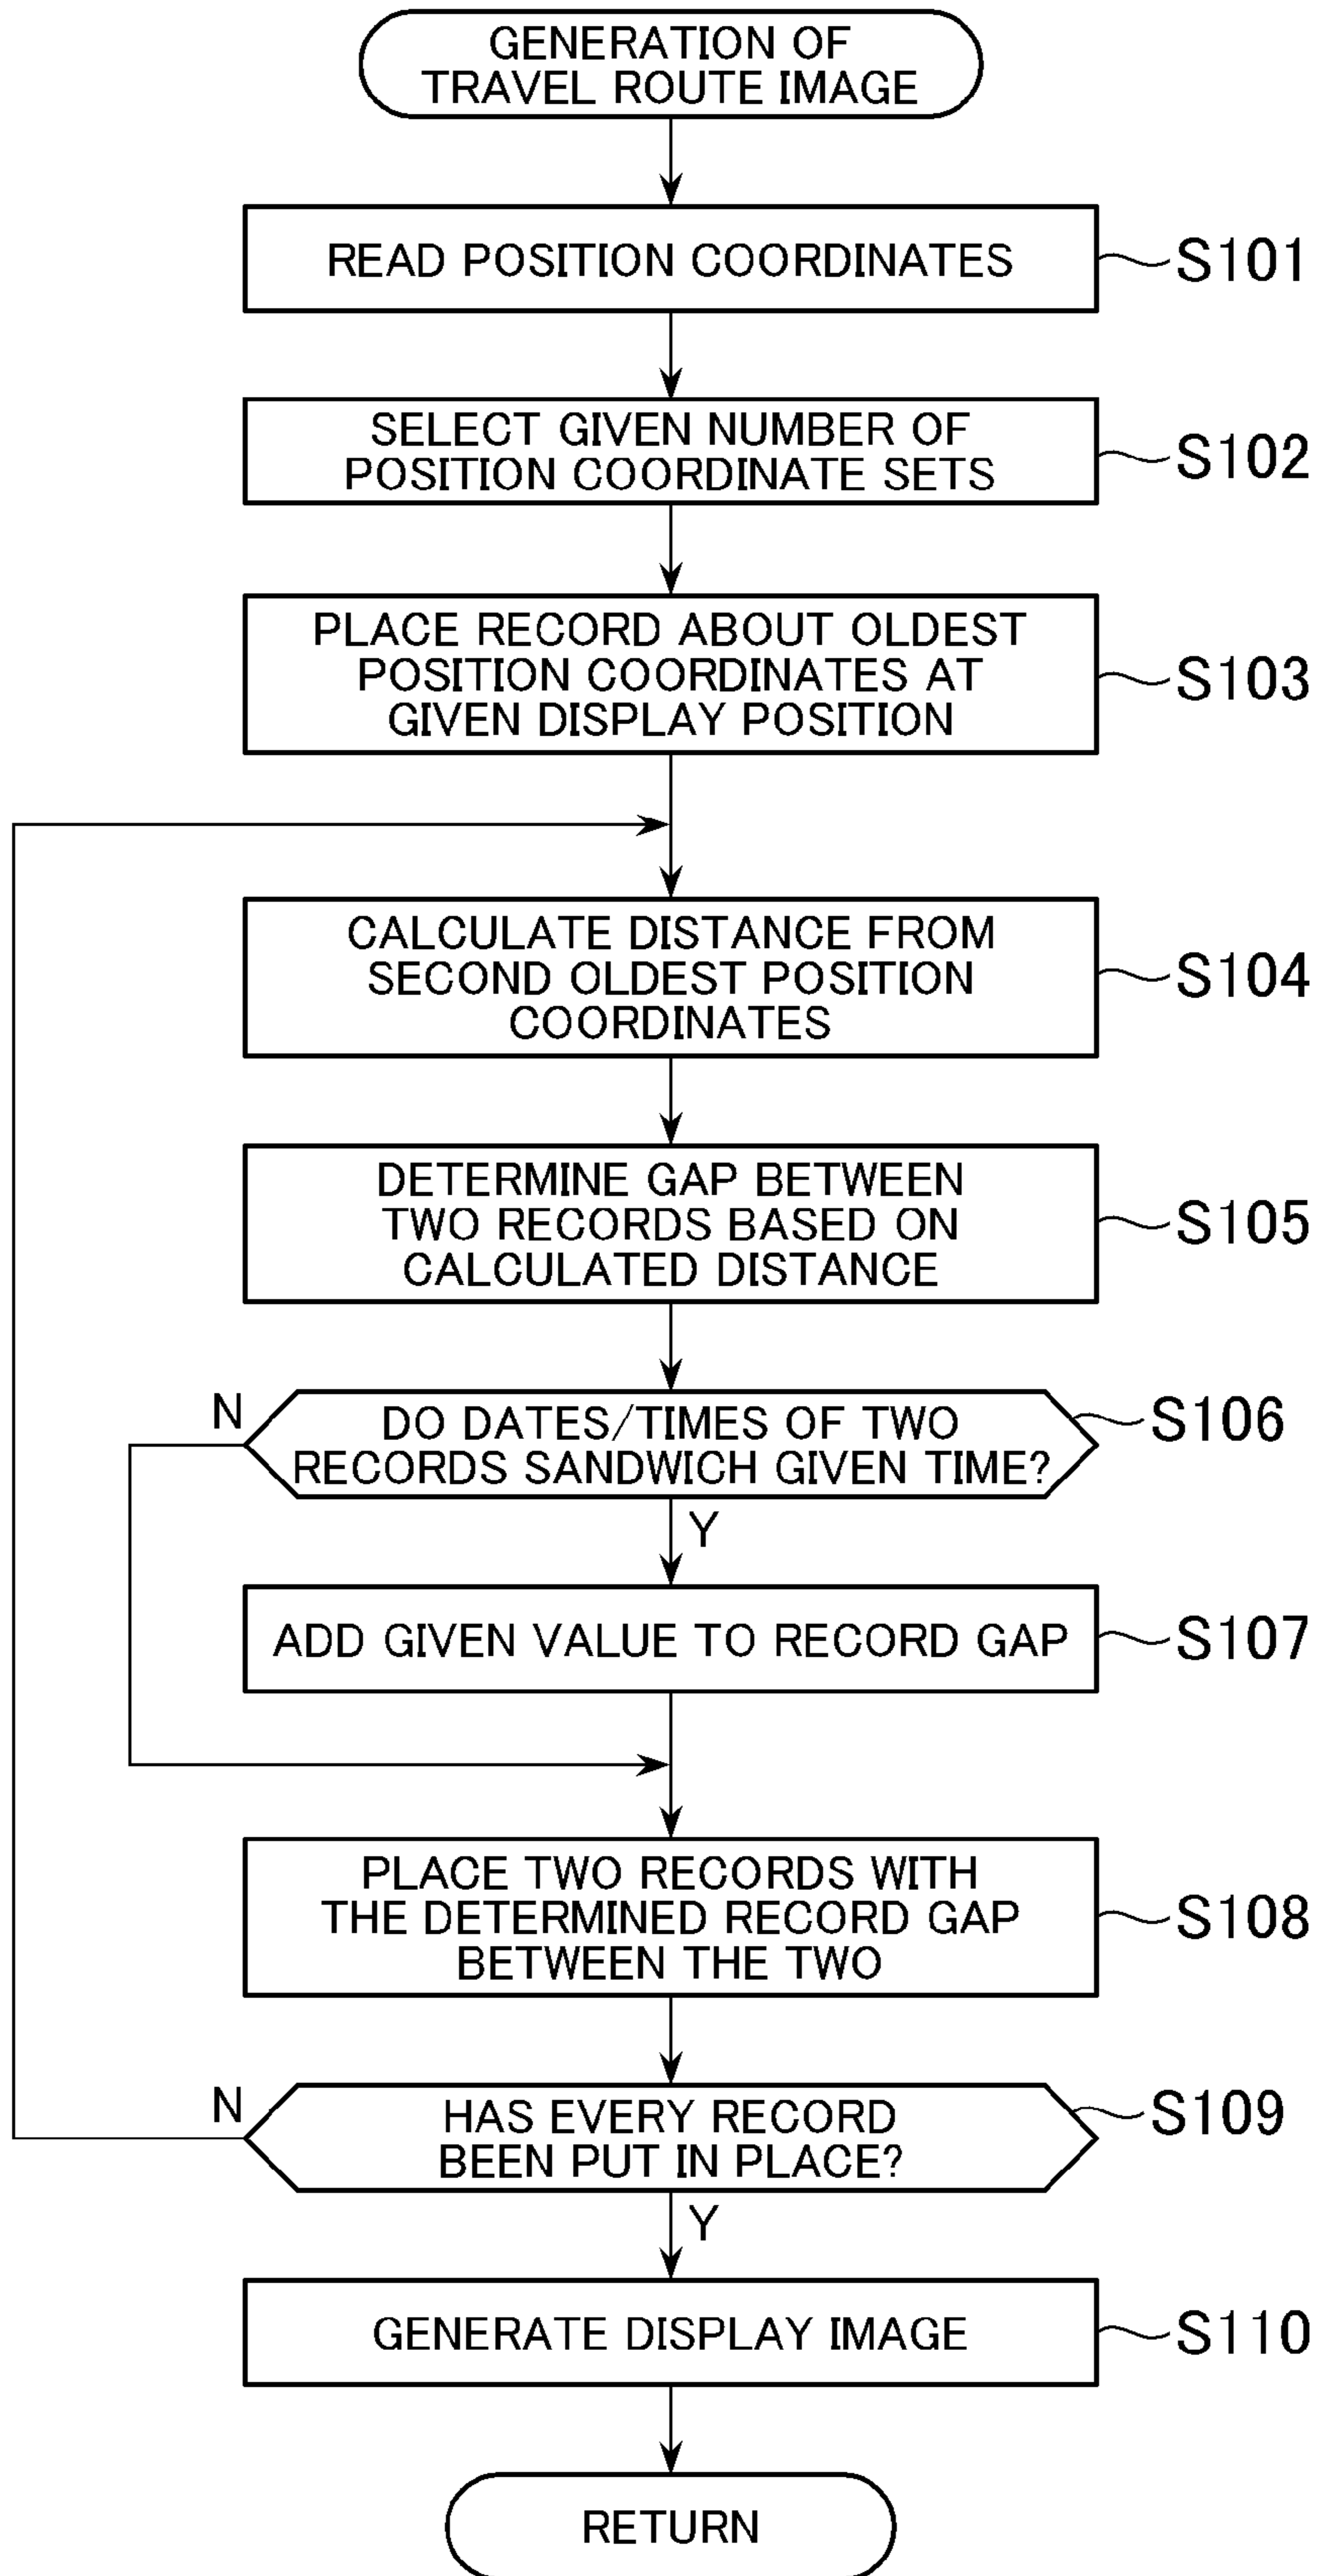 GENERATION OF
TRAVEL ROUTE IMAGE
READ POSITION COORDINATES
S101
SELECT GIVEN NUMBER OF
POSITION COORDINATE SETS
S102
PLACE RECORD ABOUT OLDEST
POSITION COORDINATES AT
GIVEN DISPLAY POSITION
S103
CALCULATE DISTANCE FROM
SECOND OLDEST POSITION
COORDINATES
S104
DETERMINE GAP BETWEEN
TWO RECORDS BASED ON
CALCULATED DISTANCE
S105
N
DO DATES/TIMES OF TWO
RECORDS SANDWICH GIVEN TIME?
S106
Y
ADD GIVEN VALUE TO RECORD GAP
S107
PLACE TWO RECORDS WITH
THE DETERMINED RECORD GAP
BETWEEN THE TWO
S108
N
HAS EVERY RECORD
BEEN PUT IN PLACE?
S109
Y
GENERATE DISPLAY IMAGE
S110
RETURN